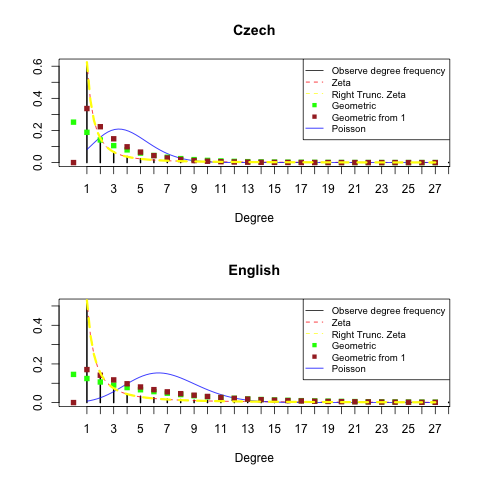 Czech
0.0 0.2 0.4 0.6
Observe degree frequency
Zeta
Right Trunc. Zeta
Geometric
Geometric from 1
Poisson
1 3 5 7 9 11 13 15 17 19 21 23 25 27
Degree
English
0.0 0.2 0.4
Observe degree frequency
Zeta
Right Trunc. Zeta
Geometric
Geometric from 1
Poisson
1 3 5 7 9 11 13 15 17 19 21 23 25 27
Degree